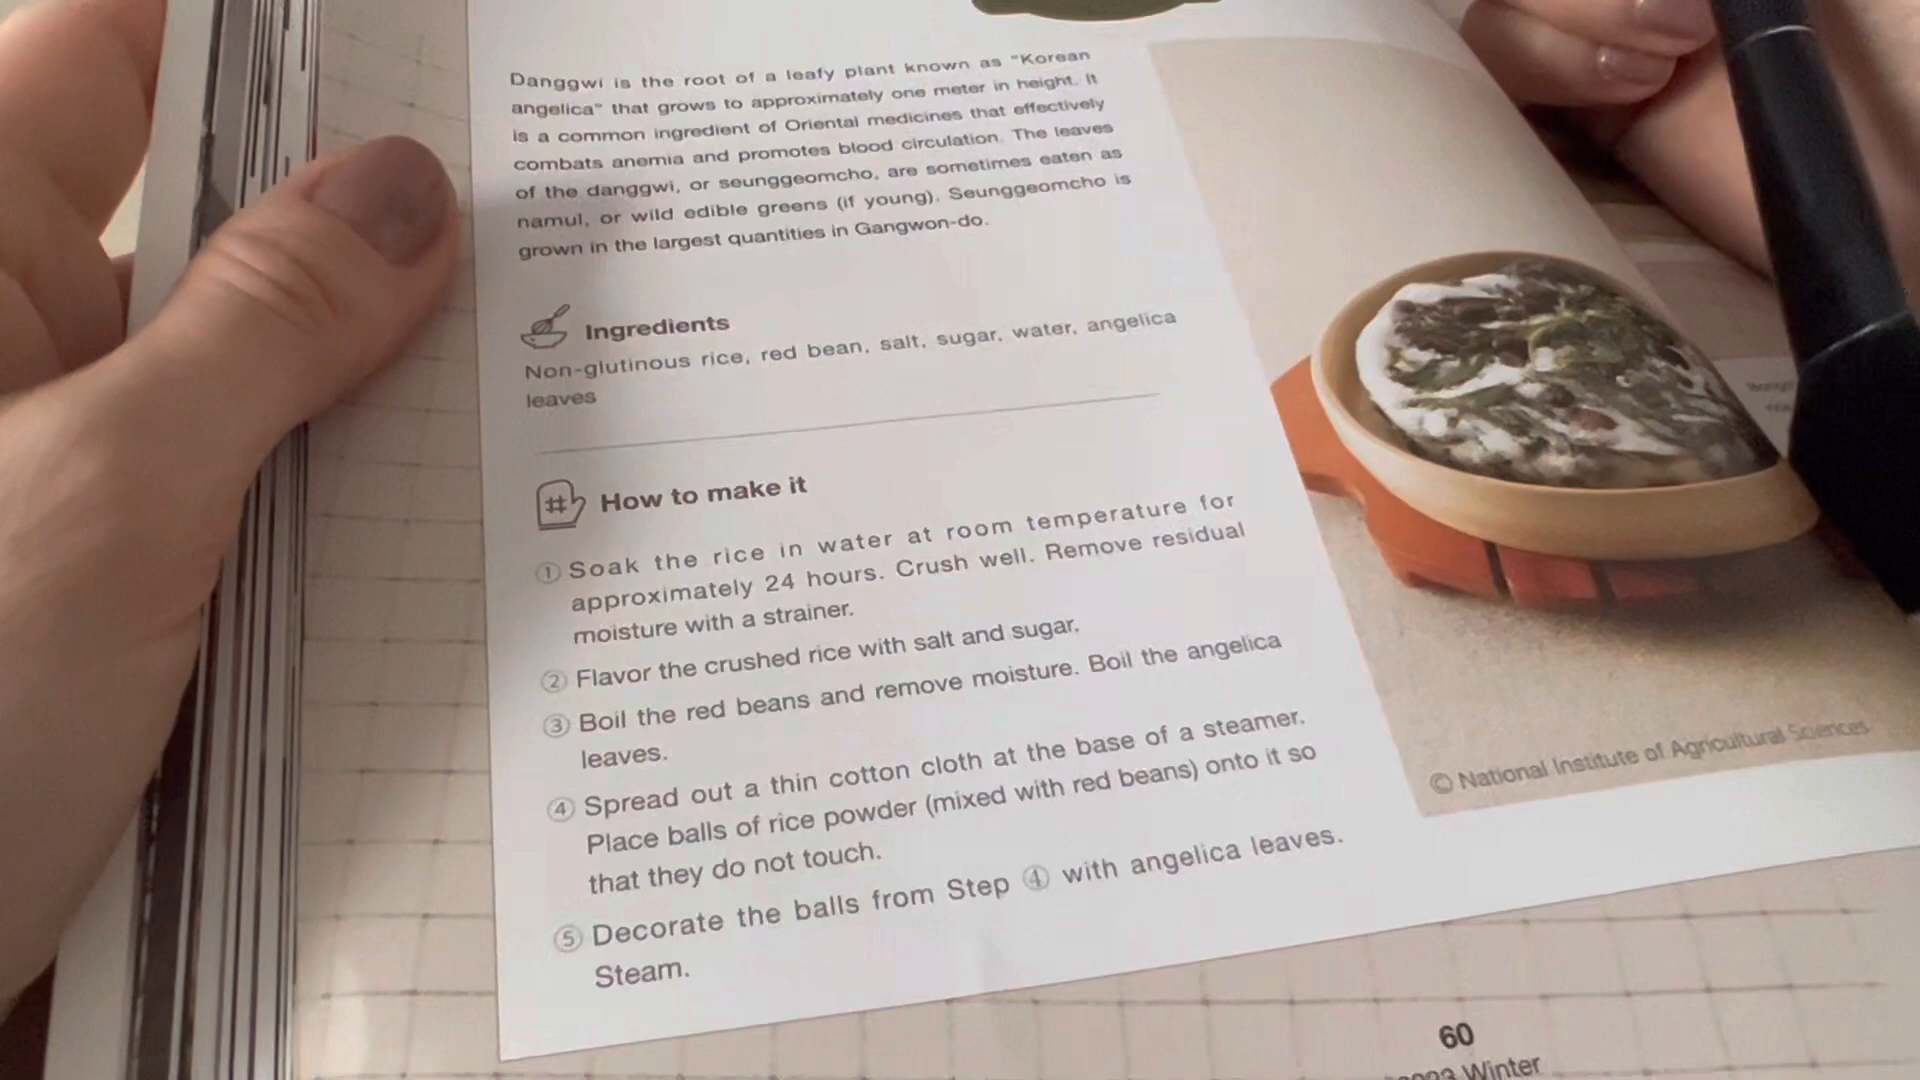 Danggwi is the root of a leafy plant known as "Korean
angelica" that grows to approximately one meter in height. It
is a common ingredient of Oriental medicines that effectively
combats anemia and promotes blood circulation. The leaves
of the danggwi, or seunggeomcho, are sometimes eaten as
namul, or wild edible greens (if young). Seunggeomcho is
grown in the largest quantities in Gangwon-do.
Ingredients
Non-glutinous rice, red bean, salt, sugar, water, angelica
leaves
How to make it
① Soak the rice in water at room temperature for
approximately 24 hours. Crush well. Remove residual
moisture with a strainer.
② Flavor the crushed rice with salt and sugar.
③ Boil the red beans and remove moisture. Boil the angelica
leaves.
④ Spread out a thin cotton cloth at the base of a steamer.
Place balls of rice powder (mixed with red beans) onto it so
that they do not touch.
⑤ Decorate the balls from Step ④ with angelica leaves.
Steam.
© National Institute of Agricultural Sciences
60
Winter